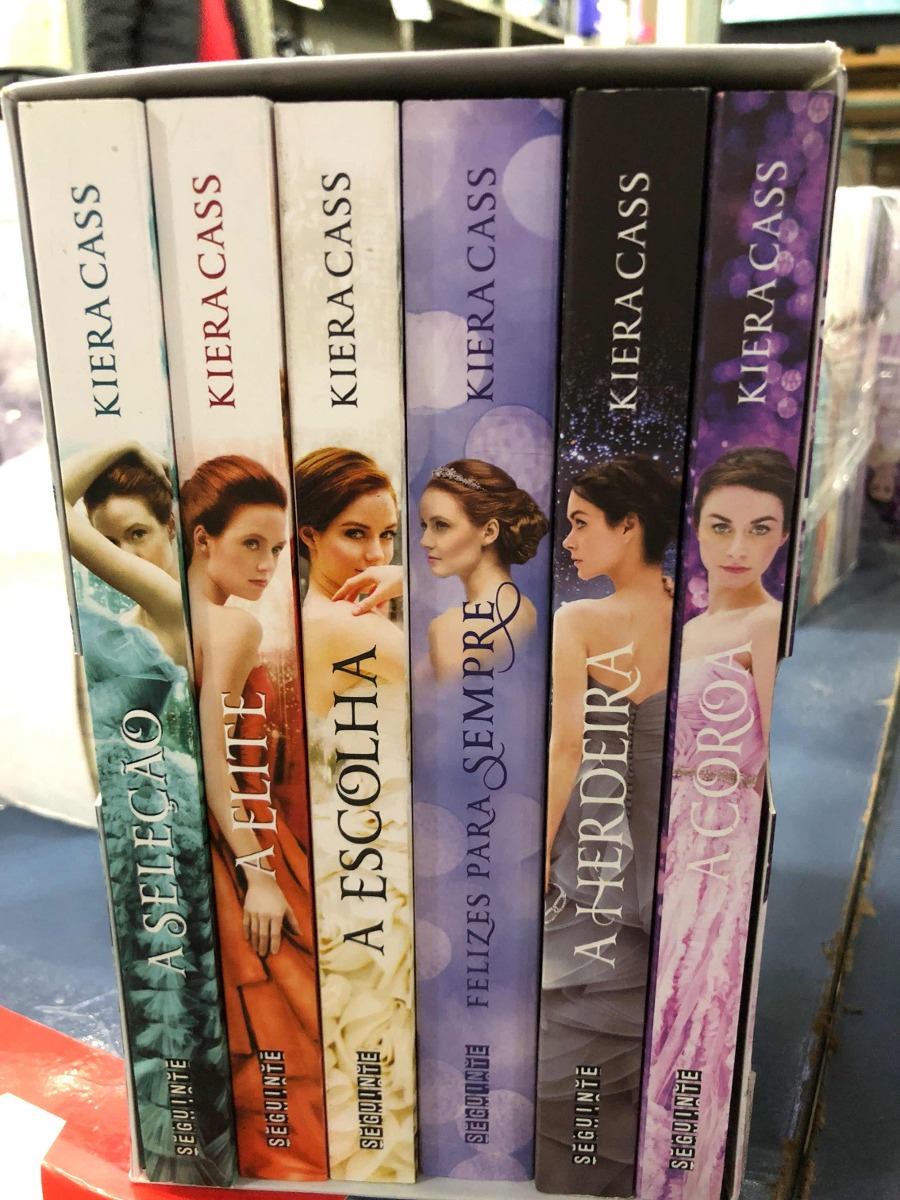 KIERA CASS
A SELEÇÃO
SEGUINTE
KIERA CASS
A ELITE
SEGUINTE
KIERA CASS
A ESCOLHA
SEGUINTE
KIERA CASS
FELIZES PARA SEMPRE
SEGUINTE
KIERA CASS
A HERDEIRA
SEGUINTE
KIERA CASS
A COROA
SEGUINTE